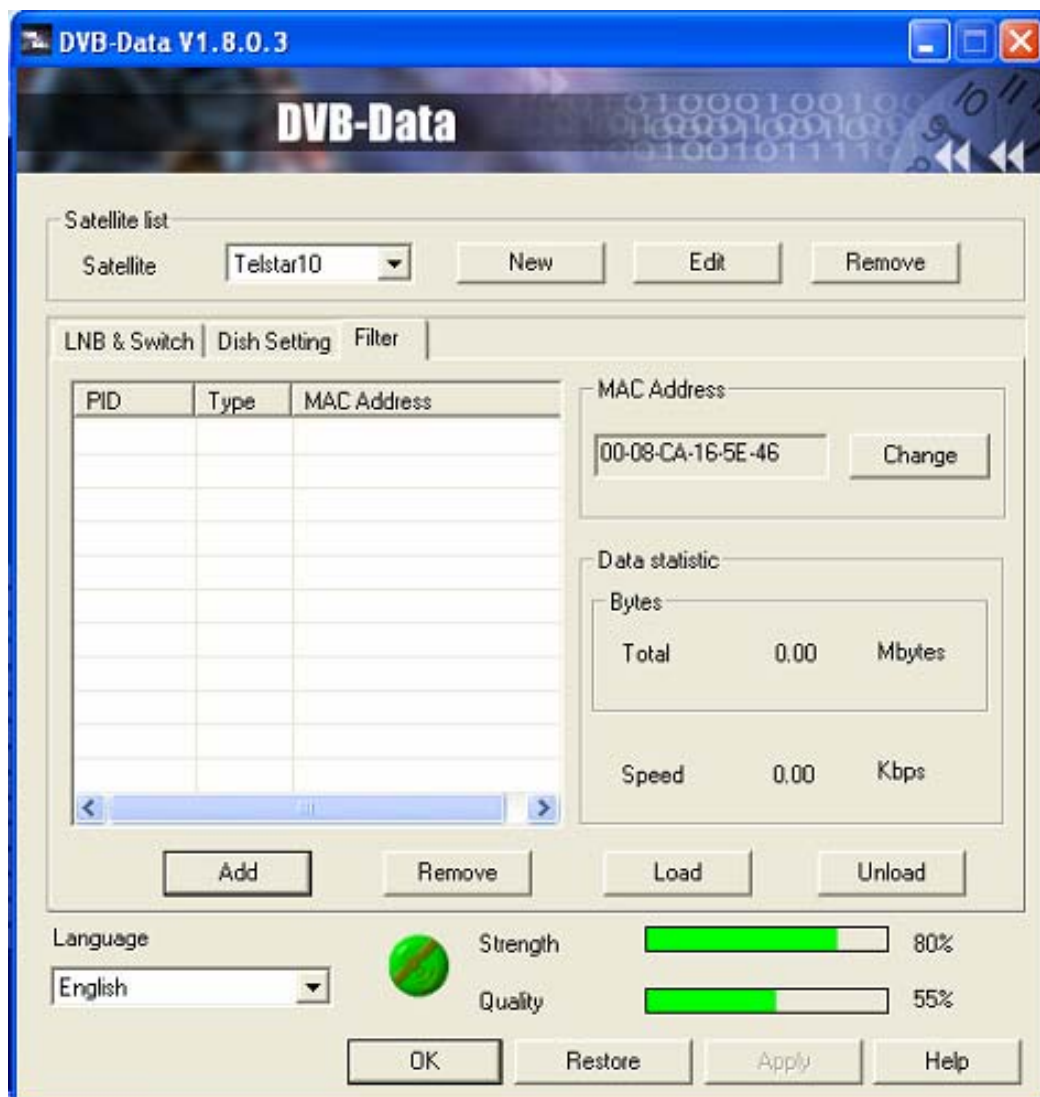 DVB-Data V1.8.0.3
DVB-Data
Satellite list
Satellite Telstar10 New Edit Remove
LNB & Switch Dish Setting Filter
PID Type MAC Address
MAC Address
00-08-CA-16-5E-46 Change
Data statistic
Bytes
Total 0.00 Mbytes
Speed 0.00 Kbps
Add Remove Load Unload
Language
English
Strength 80%
Quality 55%
OK Restore Apply Help